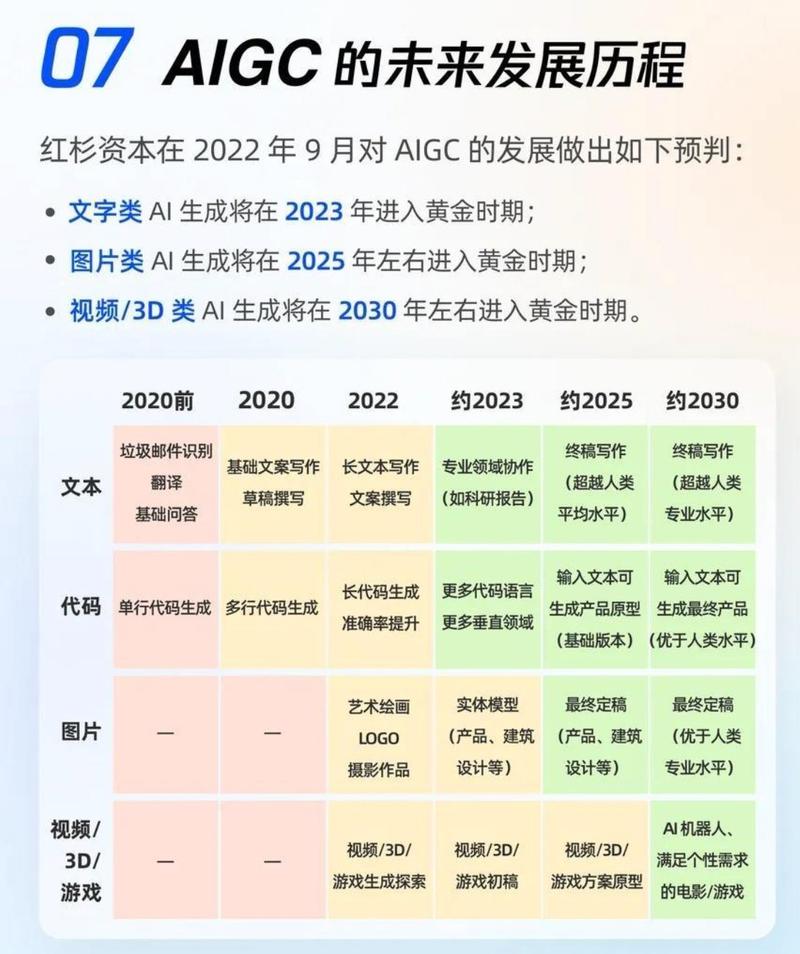 07 AIGC 的未来发展历程
红杉资本在 2022 年 9 月对 AIGC 的发展做出如下预判：
• 文字类 AI 生成将在 2023 年进入黄金时期；
• 图片类 AI 生成将在 2025 年左右进入黄金时期；
• 视频/3D 类 AI 生成将在 2030 年左右进入黄金时期。
2020前 2020 2022 约2023 约2025 约2030
文本
垃圾邮件识别
翻译
基础问答
基础文案写作
草稿撰写
长文本写作
文案撰写
专业领域协作
（如科研报告）
终稿写作
（超越人类
平均水平）
终稿写作
（超越人类
专业水平）
代码
单行代码生成
多行代码生成
长代码生成
准确率提升
更多代码语言
更多垂直领域
输入文本可
生成产品原型
（基础版本）
输入文本可
生成最终产品
（优于人类水平）
图片
—
—
艺术绘画
LOGO
摄影作品
实体模型
（产品、建筑
设计等）
最终定稿
（产品、建筑
设计等）
最终定稿
（优于人类
专业水平）
视频/
3D/
游戏
—
—
视频/3D/
游戏生成探索
视频/3D/
游戏初稿
视频/3D/
游戏方案原型
AI 机器人、
满足个性需求
的电影/游戏